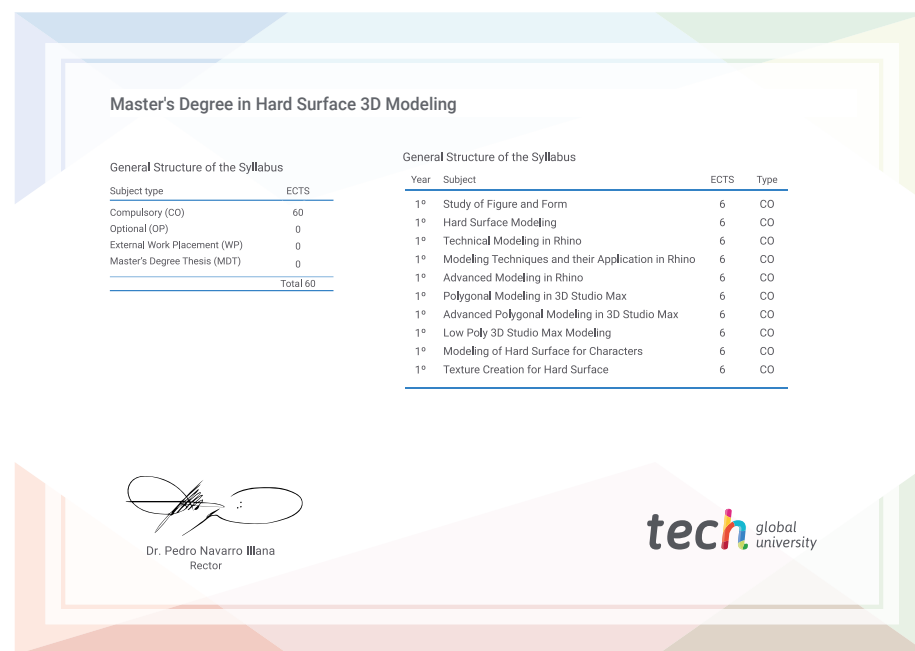 Master's Degree in Hard Surface 3D Modeling
General Structure of the Syllabus
Subject type ECTS
Compulsory (CO) 60
Optional (OP) 0
External Work Placement (WP) 0
Master's Degree Thesis (MDT) 0
Total 60
General Structure of the Syllabus
Year Subject ECTS Type
1º Study of Figure and Form 6 CO
1º Hard Surface Modeling 6 CO
1º Technical Modeling in Rhino 6 CO
1º Modeling Techniques and their Application in Rhino 6 CO
1º Advanced Modeling in Rhino 6 CO
1º Polygonal Modeling in 3D Studio Max 6 CO
1º Advanced Polygonal Modeling in 3D Studio Max 6 CO
1º Low Poly 3D Studio Max Modeling 6 CO
1º Modeling of Hard Surface for Characters 6 CO
1º Texture Creation for Hard Surface 6 CO
Dr. Pedro Navarro Illana
Rector
tech global
university